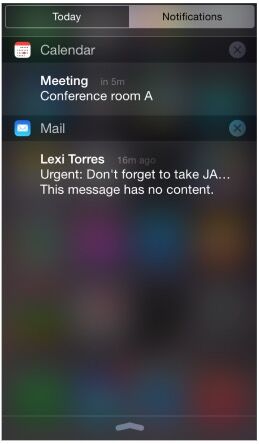 Today Notifications
Calendar
Meeting in 5m
Conference room A
Mail
Lexi Torres 16m ago
Urgent: Don't forget to take JA...
This message has no content.